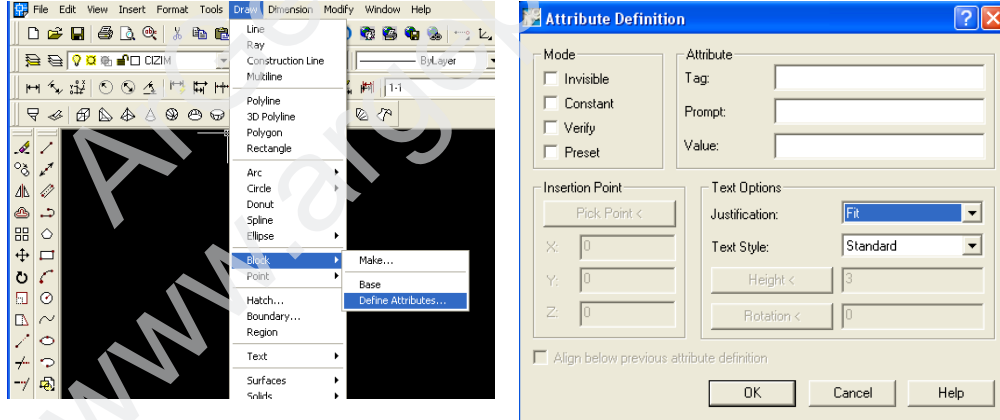 File Edit View Insert Format Tools Draw Dimension Modify Window Help
CIZIM
ByLayer
1-1
Line
Ray
Construction Line
Multiline
Polyline
3D Polyline
Polygon
Rectangle
Arc
Circle
Donut
Spline
Ellipse
Block
Point
Hatch...
Boundary...
Region
Text
Surfaces
Solids
Make...
Base
Define Attributes...
Attribute Definition
Mode
Invisible
Constant
Verify
Preset
Attribute
Tag:
Prompt:
Value:
Insertion Point
Pick Point <
X: 0
Y: 0
Z: 0
Text Options
Justification: Fit
Text Style: Standard
Height < 3
Rotation < 0
Align below previous attribute definition
OK Cancel Help